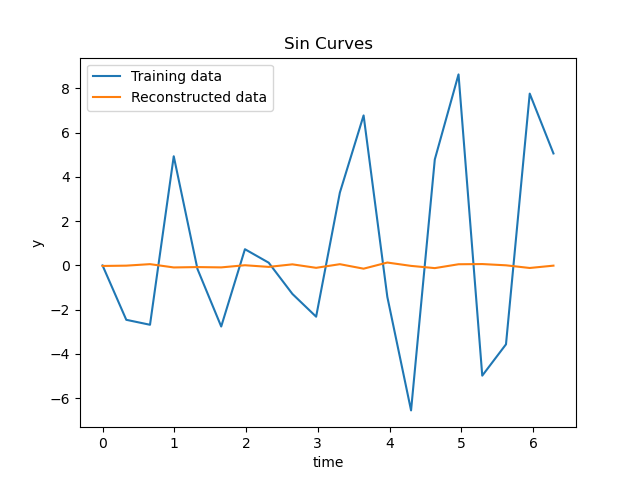 Sin Curves
Training data
Reconstructed data
8
6
4
2
0
−2
−4
−6
y
0 1 2 3 4 5 6
time